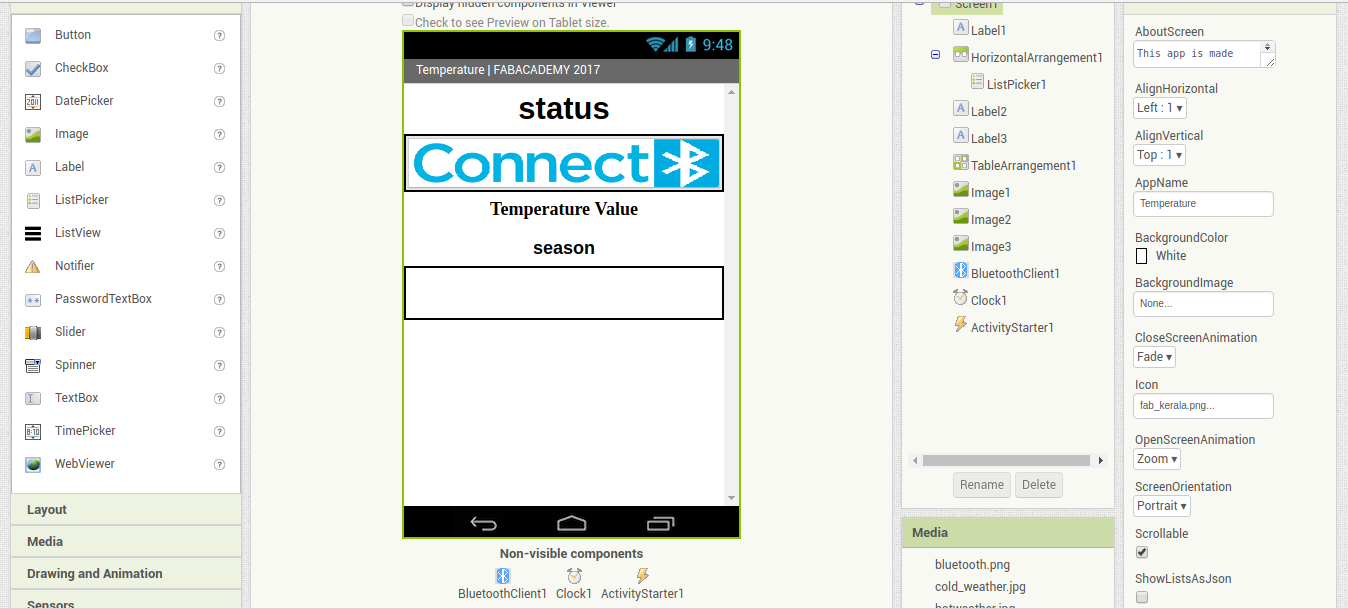 Button
CheckBox
DatePicker
Image
Label
ListPicker
ListView
Notifier
PasswordTextBox
Slider
Spinner
TextBox
TimePicker
WebViewer
Layout
Media
Drawing and Animation
Sensors
Display hidden components in Viewer
Check to see Preview on Tablet size.
9:48
Temperature | FABACADEMY 2017
status
Connect
Temperature Value
season
Non-visible components
BluetoothClient1 Clock1 ActivityStarter1
Screen1
Label1
HorizontalArrangement1
ListPicker1
Label2
Label3
TableArrangement1
Image1
Image2
Image3
BluetoothClient1
Clock1
ActivityStarter1
Rename Delete
Media
bluetooth.png
cold_weather.jpg
hotweather.jpg
AboutScreen
This app is made
AlignHorizontal
Left : 1 ▾
AlignVertical
Top : 1 ▾
AppName
Temperature
BackgroundColor
White
BackgroundImage
None...
CloseScreenAnimation
Fade ▾
Icon
fab_kerala.png...
OpenScreenAnimation
Zoom ▾
ScreenOrientation
Portrait ▾
Scrollable
ShowListsAsJson